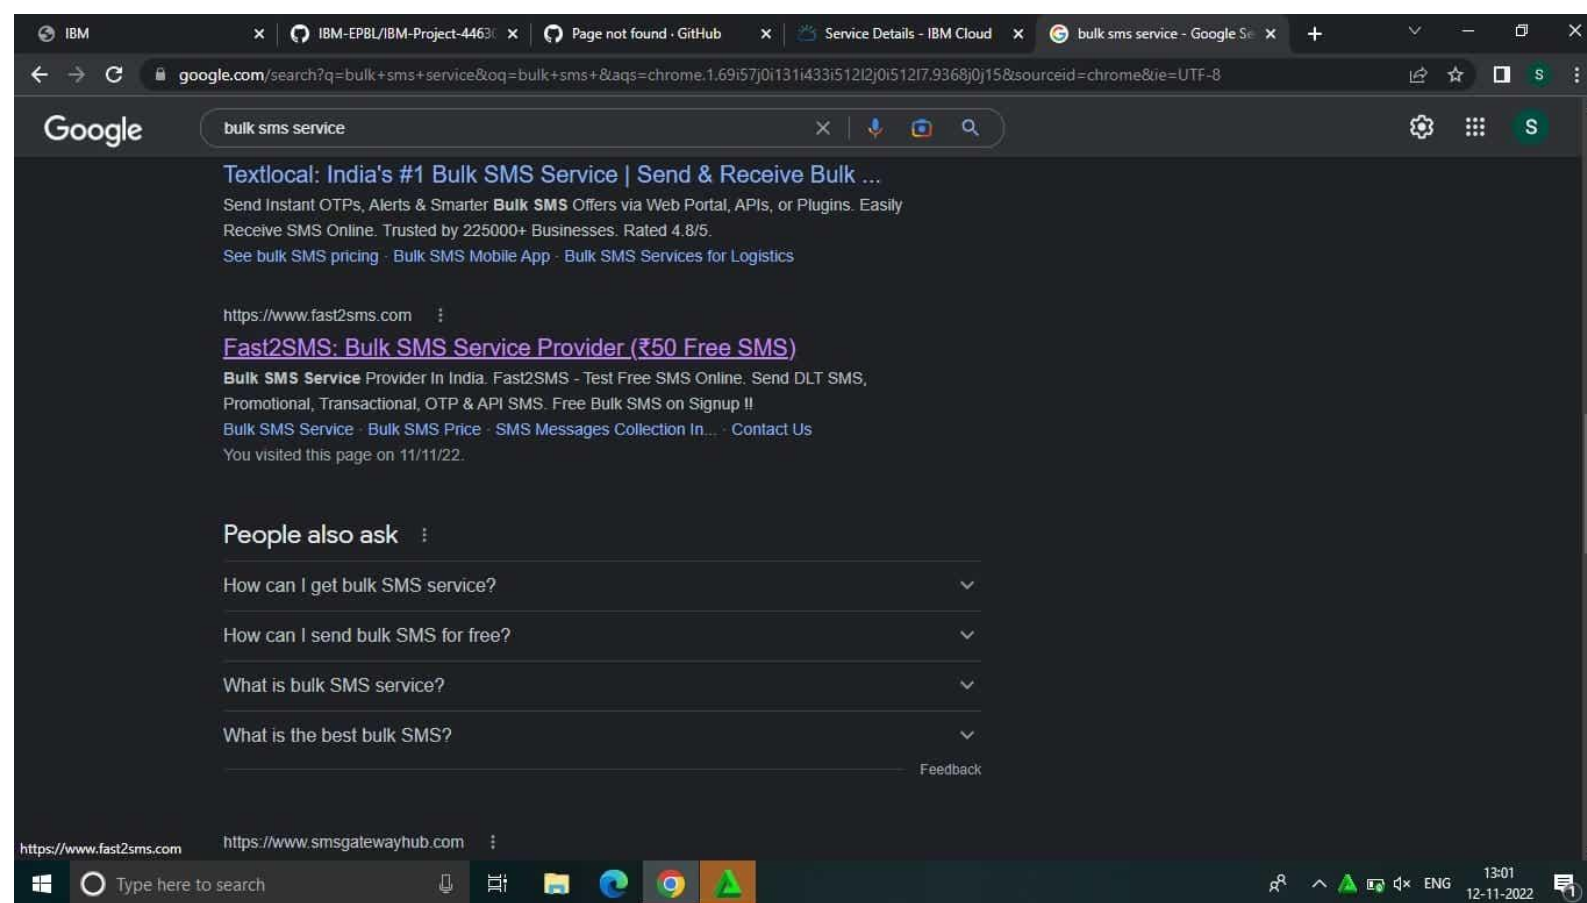 IBM
IBM-EPBL/IBM-Project-4463
Page not found · GitHub
Service Details - IBM Cloud
bulk sms service - Google Se
google.com/search?q=bulk+sms+service&oq=bulk+sms+&aqs=chrome.1.69i57j0i131i433i512l2j0i512l7.9368j0j15&sourceid=chrome&ie=UTF-8
S
Google
bulk sms service
S
Textlocal: India's #1 Bulk SMS Service | Send & Receive Bulk ...
Send Instant OTPs, Alerts & Smarter Bulk SMS Offers via Web Portal, APIs, or Plugins. Easily
Receive SMS Online. Trusted by 225000+ Businesses. Rated 4.8/5.
See bulk SMS pricing · Bulk SMS Mobile App · Bulk SMS Services for Logistics
https://www.fast2sms.com
Fast2SMS: Bulk SMS Service Provider (₹50 Free SMS)
Bulk SMS Service Provider In India. Fast2SMS - Test Free SMS Online. Send DLT SMS,
Promotional, Transactional, OTP & API SMS. Free Bulk SMS on Signup !!
Bulk SMS Service · Bulk SMS Price · SMS Messages Collection In... · Contact Us
You visited this page on 11/11/22.
People also ask
How can I get bulk SMS service?
How can I send bulk SMS for free?
What is bulk SMS service?
What is the best bulk SMS?
Feedback
https://www.smsgatewayhub.com
https://www.fast2sms.com
Type here to search
ENG
13:01
12-11-2022
1